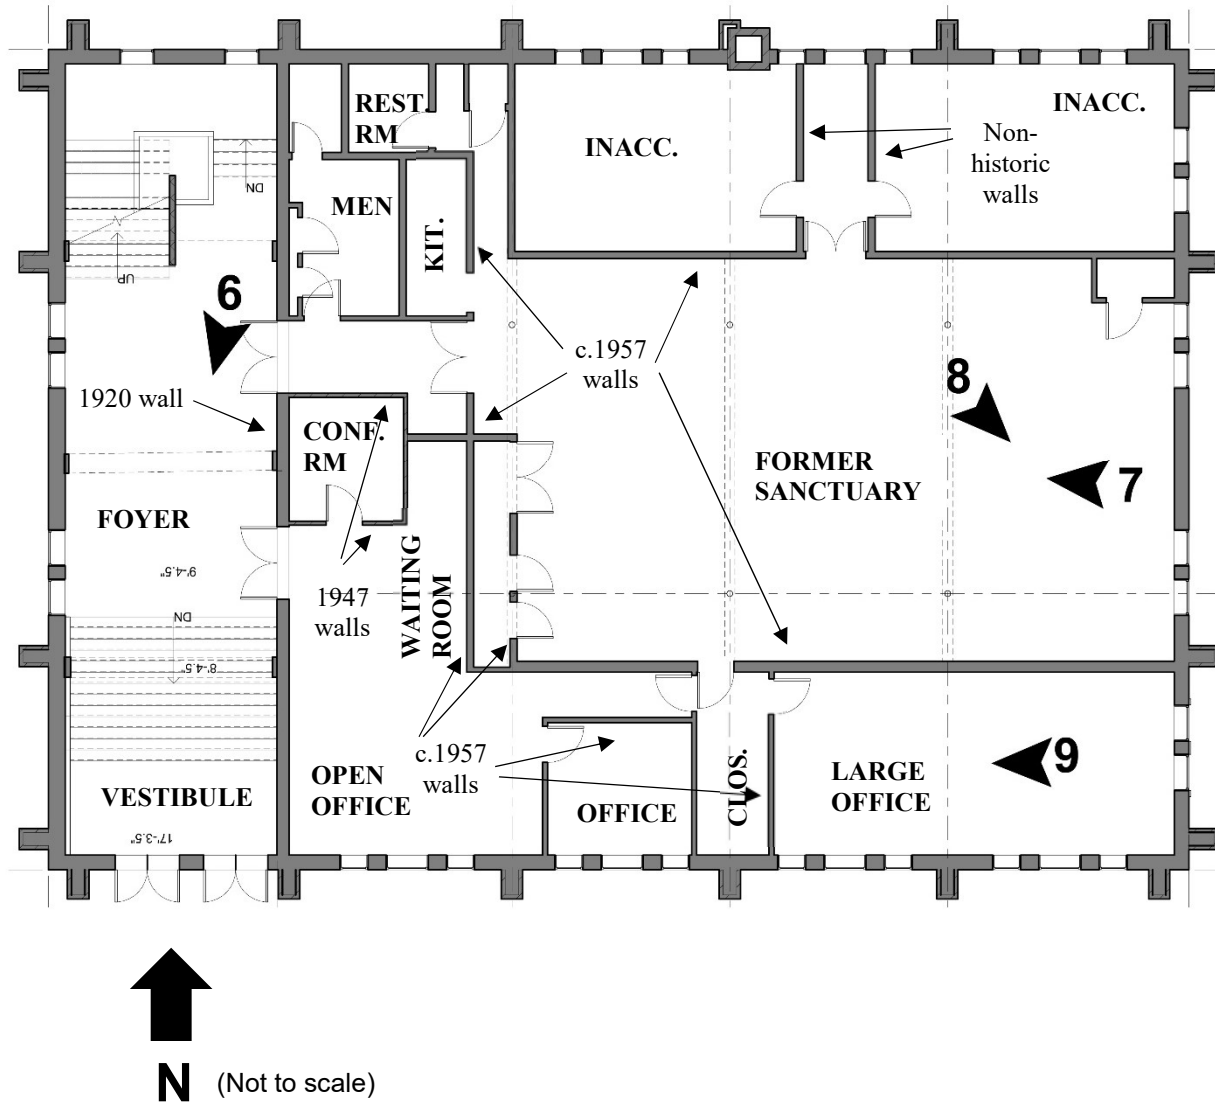 REST.
RM
INACC.
INACC.
Non-
historic
walls
DN
MEN
KIT.
UP
6
c.1957
walls
1920 wall
8
CONF.
RM
FORMER
SANCTUARY
7
FOYER
9'-4.5"
WAITING
ROOM
1947
walls
DN
8'-4.5"
c.1957
walls
9
OPEN
OFFICE
CLOS.
LARGE
OFFICE
VESTIBULE
OFFICE
17'-3.5"
N (Not to scale)